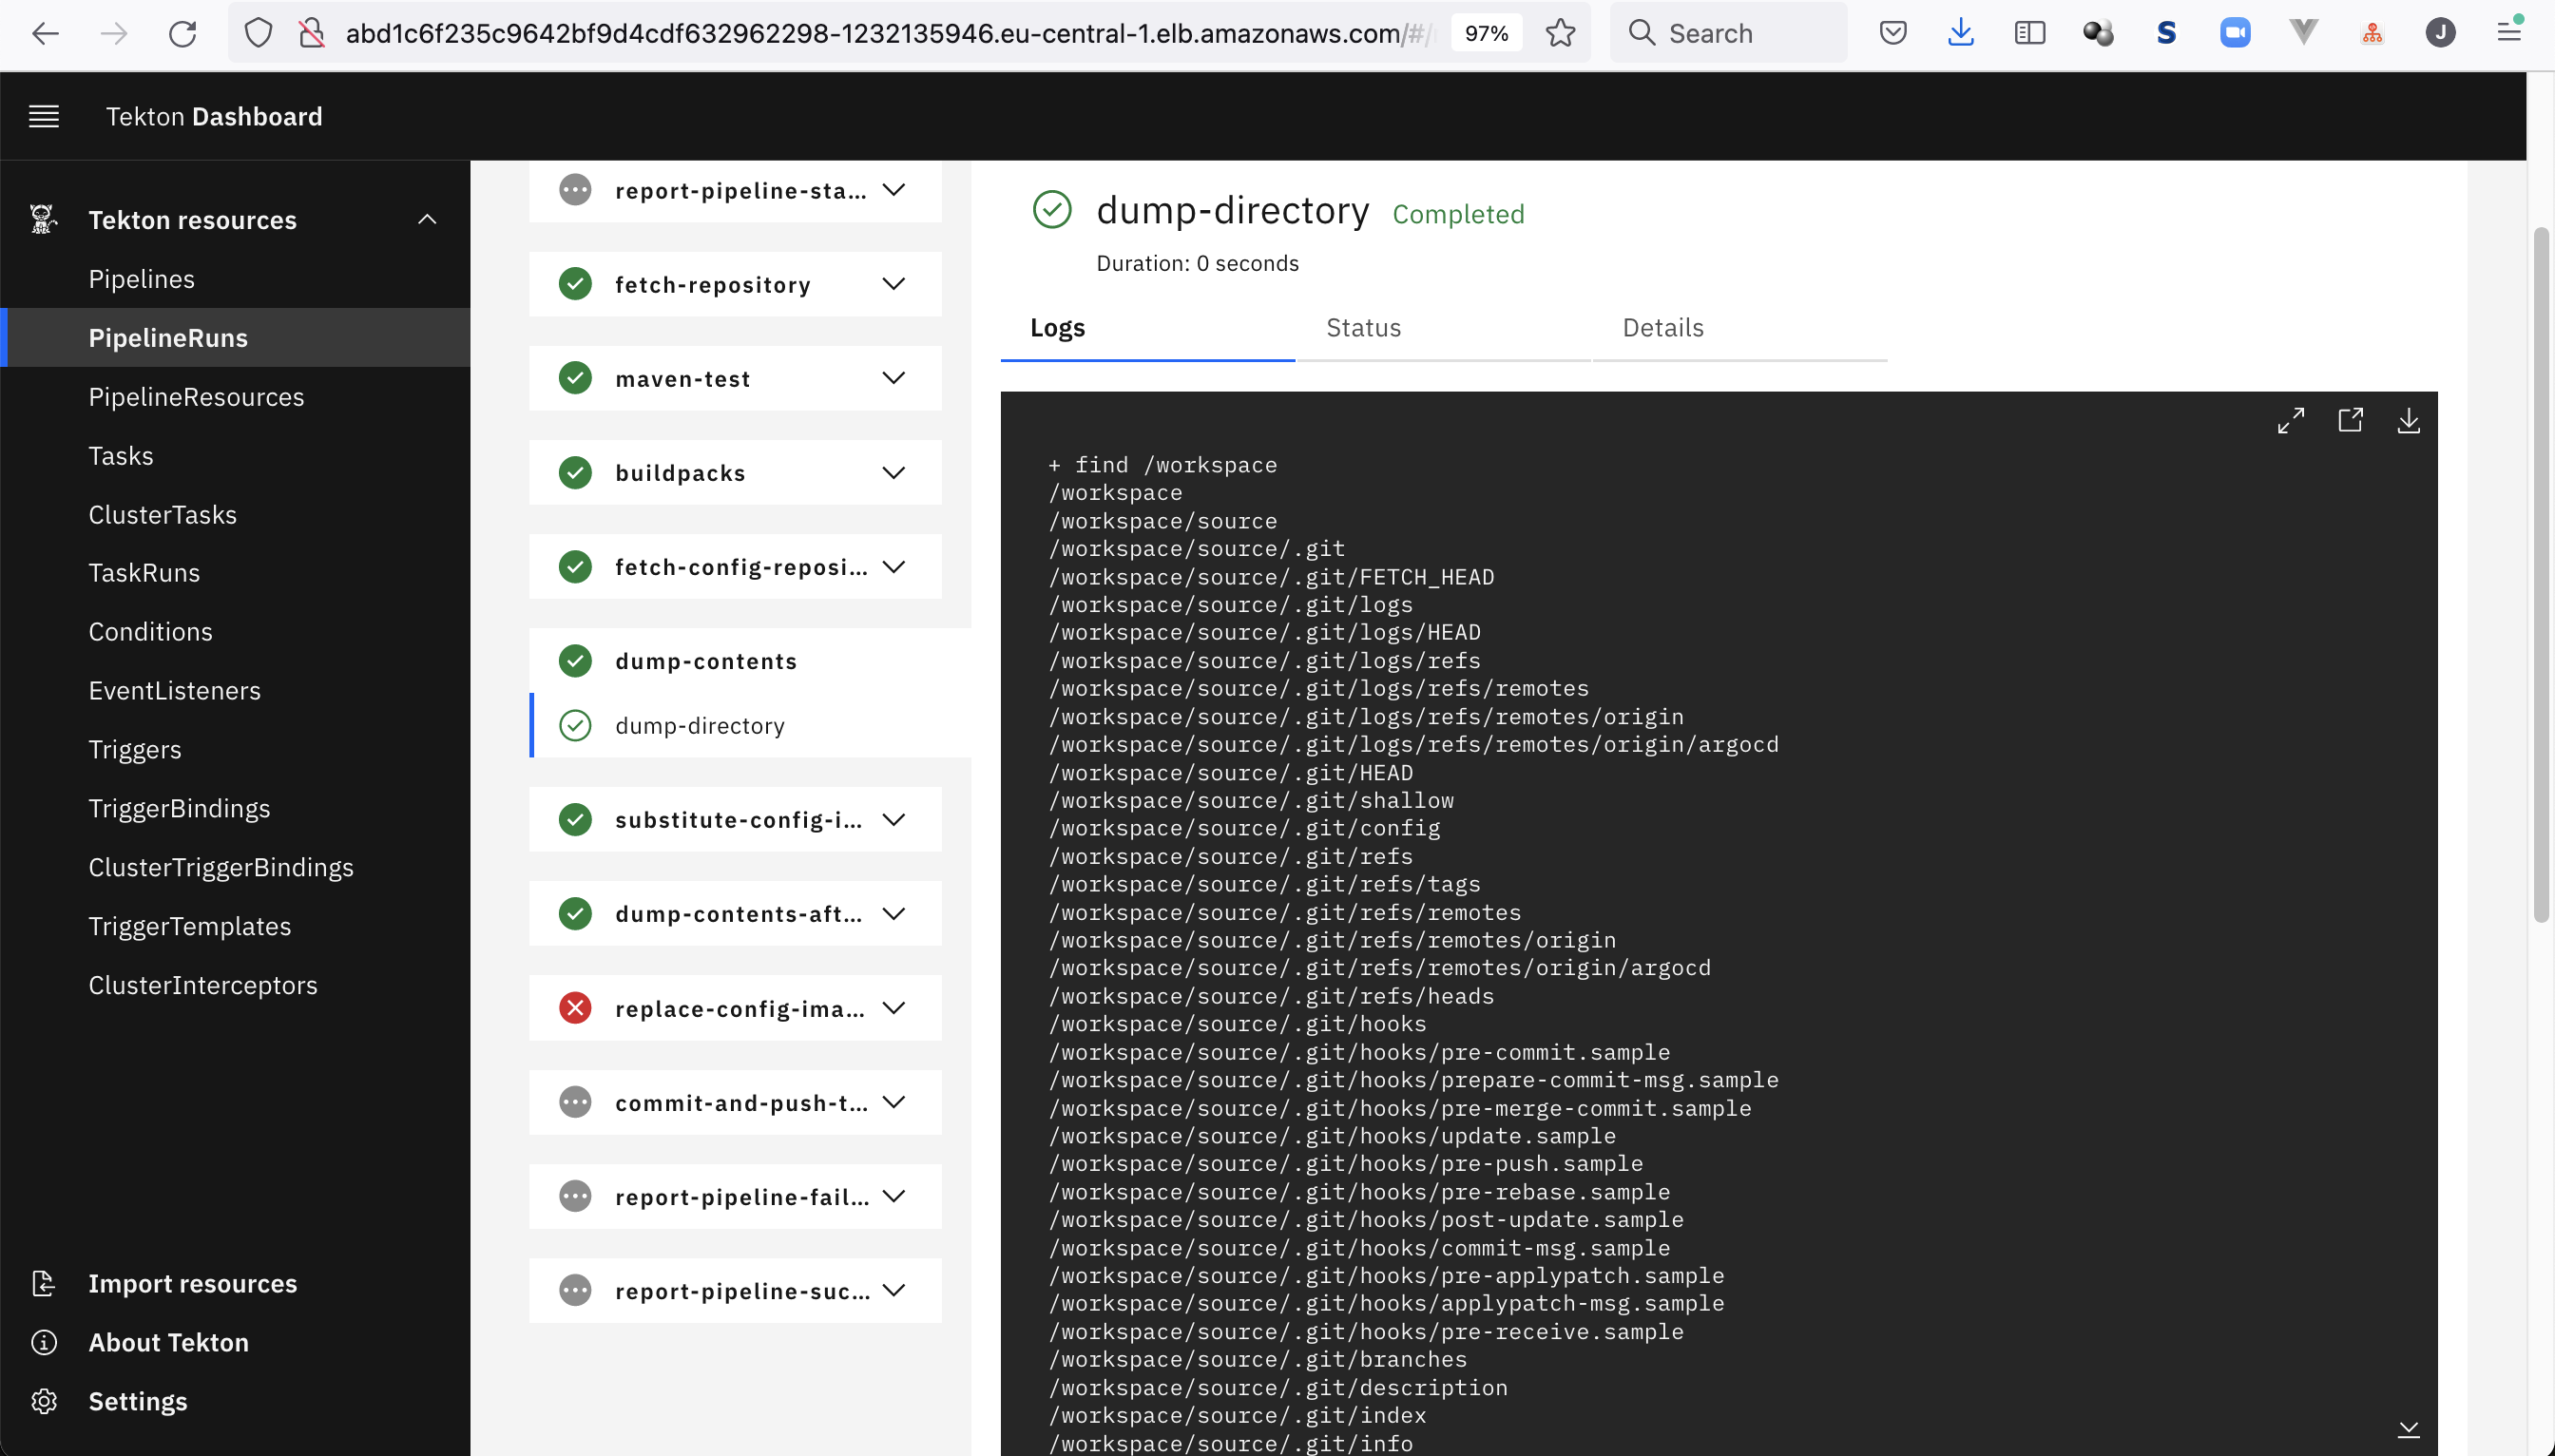 abd1c6f235c9642bf9d4cdf632962298-1232135946.eu-central-1.elb.amazonaws.com/#/
97%
Search
S
J
Tekton Dashboard
Tekton resources
Pipelines
PipelineRuns
PipelineResources
Tasks
ClusterTasks
TaskRuns
Conditions
EventListeners
Triggers
TriggerBindings
ClusterTriggerBindings
TriggerTemplates
ClusterInterceptors
Import resources
About Tekton
Settings
report-pipeline-sta...
fetch-repository
maven-test
buildpacks
fetch-config-reposi...
dump-contents
dump-directory
substitute-config-i...
dump-contents-aft...
replace-config-ima...
commit-and-push-t...
report-pipeline-fail...
report-pipeline-suc...
dump-directory Completed
Duration: 0 seconds
Logs
Status
Details
+ find /workspace
/workspace
/workspace/source
/workspace/source/.git
/workspace/source/.git/FETCH_HEAD
/workspace/source/.git/logs
/workspace/source/.git/logs/HEAD
/workspace/source/.git/logs/refs
/workspace/source/.git/logs/refs/remotes
/workspace/source/.git/logs/refs/remotes/origin
/workspace/source/.git/logs/refs/remotes/origin/argocd
/workspace/source/.git/HEAD
/workspace/source/.git/shallow
/workspace/source/.git/config
/workspace/source/.git/refs
/workspace/source/.git/refs/tags
/workspace/source/.git/refs/remotes
/workspace/source/.git/refs/remotes/origin
/workspace/source/.git/refs/remotes/origin/argocd
/workspace/source/.git/refs/heads
/workspace/source/.git/hooks
/workspace/source/.git/hooks/pre-commit.sample
/workspace/source/.git/hooks/prepare-commit-msg.sample
/workspace/source/.git/hooks/pre-merge-commit.sample
/workspace/source/.git/hooks/update.sample
/workspace/source/.git/hooks/pre-push.sample
/workspace/source/.git/hooks/pre-rebase.sample
/workspace/source/.git/hooks/post-update.sample
/workspace/source/.git/hooks/commit-msg.sample
/workspace/source/.git/hooks/pre-applypatch.sample
/workspace/source/.git/hooks/applypatch-msg.sample
/workspace/source/.git/hooks/pre-receive.sample
/workspace/source/.git/branches
/workspace/source/.git/description
/workspace/source/.git/index
/workspace/source/.git/info